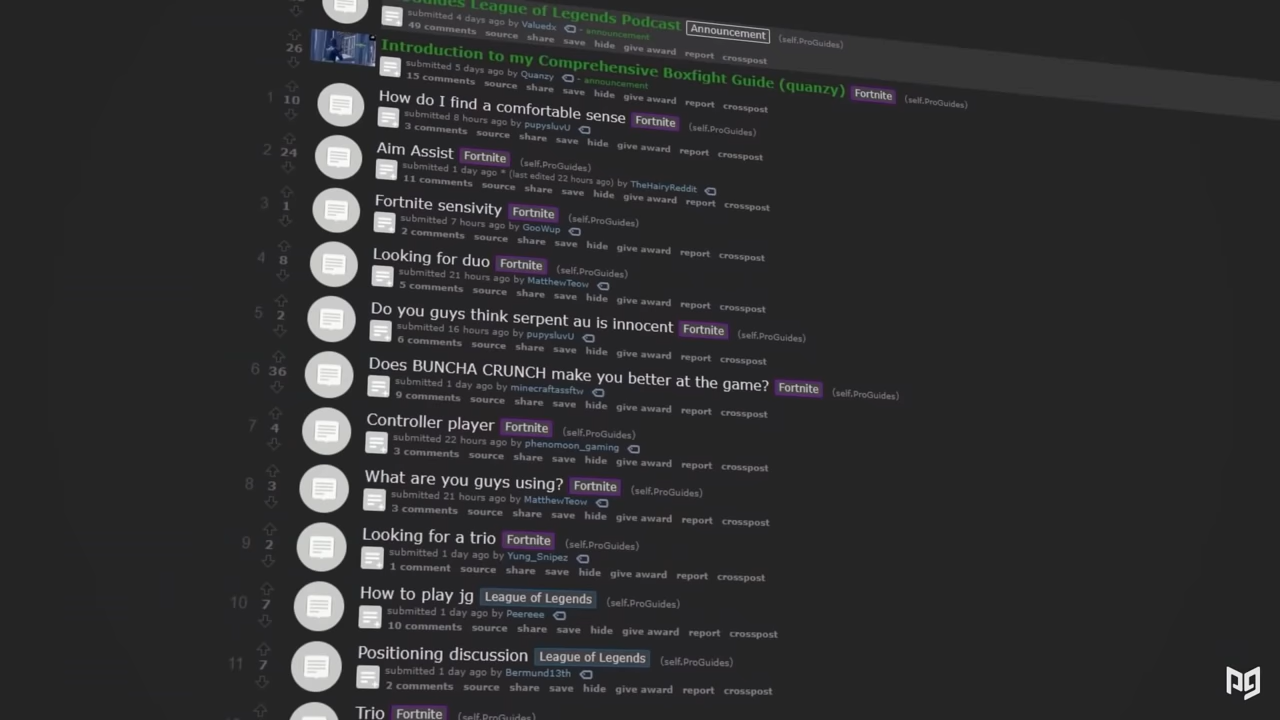 League of Legends Podcast Announcement (self.ProGuides)
submitted 4 days ago by Valuedx - announcement
49 comments source share save hide give award report crosspost
26
Introduction to my Comprehensive Boxfight Guide (quanzy) Fortnite (self.ProGuides)
submitted 5 days ago by Quanzy - announcement
15 comments source share save hide give award report crosspost
1 10
How do I find a comfortable sense Fortnite (self.ProGuides)
submitted 8 hours ago by pupysluvU
3 comments source share save hide give award report crosspost
2 24
Aim Assist Fortnite (self.ProGuides)
submitted 1 day ago * (last edited 22 hours ago) by TheHairyReddit
11 comments source share save hide give award report crosspost
3 1
Fortnite sensivity Fortnite (self.ProGuides)
submitted 7 hours ago by GooWup
2 comments source share save hide give award report crosspost
4 8
Looking for duo Fortnite (self.ProGuides)
submitted 21 hours ago by MatthewTeow
5 comments source share save hide give award report crosspost
5 2
Do you guys think serpent au is innocent Fortnite (self.ProGuides)
submitted 16 hours ago by pupysluvU
6 comments source share save hide give award report crosspost
6 36
Does BUNCHA CRUNCH make you better at the game? Fortnite (self.ProGuides)
submitted 1 day ago by minecraftassftw
9 comments source share save hide give award report crosspost
7 4
Controller player Fortnite (self.ProGuides)
submitted 22 hours ago by phenomoon_gaming
3 comments source share save hide give award report crosspost
8 3
What are you guys using? Fortnite (self.ProGuides)
submitted 21 hours ago by MatthewTeow
3 comments source share save hide give award report crosspost
9 2
Looking for a trio Fortnite (self.ProGuides)
submitted 1 day ago by Yung_Snipez
1 comment source share save hide give award report crosspost
10 7
How to play jg League of Legends (self.ProGuides)
submitted 1 day ago by Peereee
10 comments source share save hide give award report crosspost
11 7
Positioning discussion League of Legends (self.ProGuides)
submitted 1 day ago by Bermund13th
2 comments source share save hide give award report crosspost
Trio Fortnite (self.ProGuides)
pg